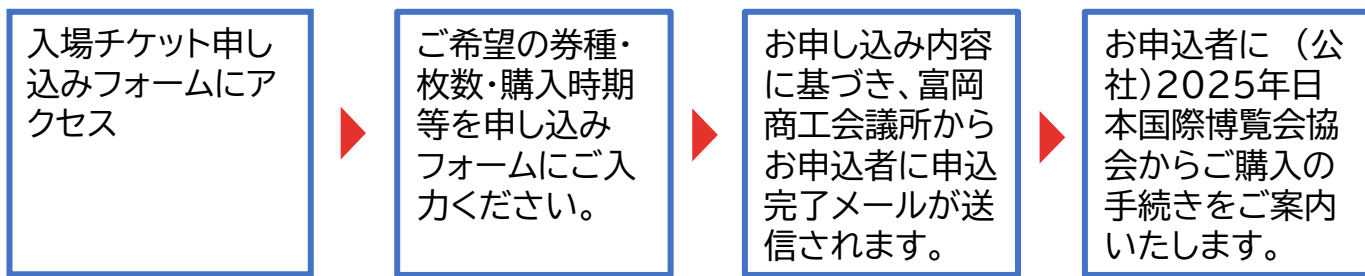 入場チケット申し
込みフォームにア
クセス
ご希望の券種・
枚数・購入時期
等を申し込み
フォームにご入
力ください。
お申し込み内容
に基づき、富岡
商工会議所から
お申込者に申込
完了メールが送
信されます。
お申込者に （公
社）2025年日
本国際博覧会協
会からご購入の
手続きをご案内
いたします。